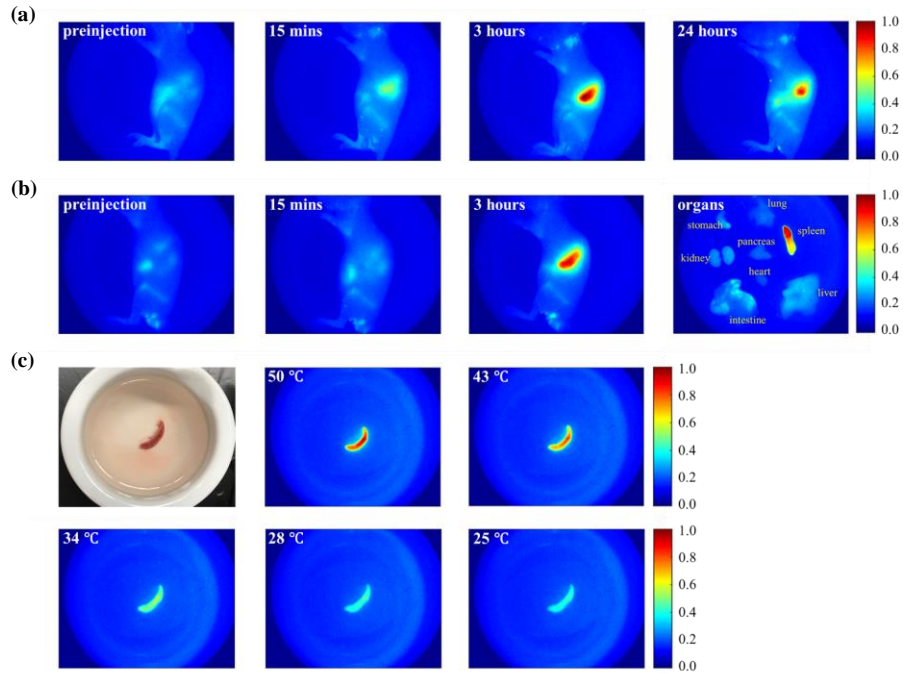 (a)
preinjection
15 mins
3 hours
24 hours
1.0
0.8
0.6
0.4
0.2
0.0
(b)
preinjection
15 mins
3 hours
organs
lung
stomach
spleen
pancreas
kidney
heart
liver
intestine
1.0
0.8
0.6
0.4
0.2
0.0
(c)
50 ℃
43 ℃
1.0
0.8
0.6
0.4
0.2
0.0
34 ℃
28 ℃
25 ℃
1.0
0.8
0.6
0.4
0.2
0.0